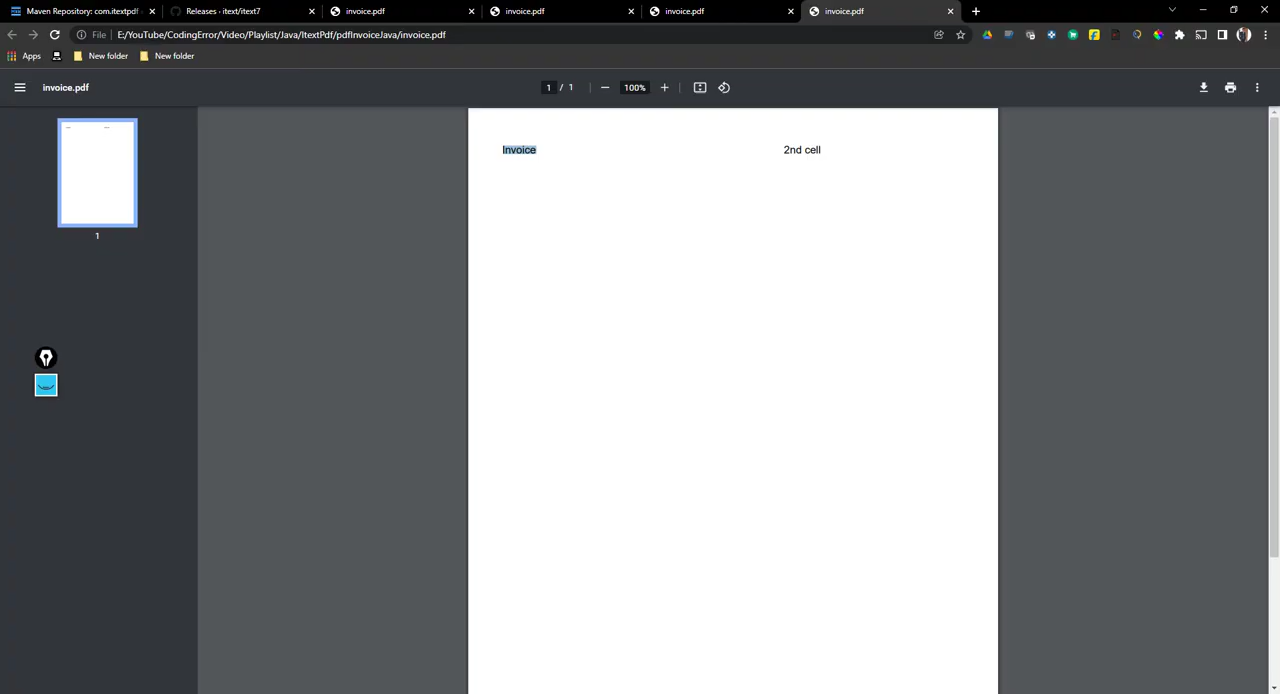 Maven Repository: com.itextpdf
Releases · itext/itext7
invoice.pdf
invoice.pdf
invoice.pdf
invoice.pdf
File E:/YouTube/CodingError/Video/Playlist/Java/ItextPdf/pdfInvoiceJava/invoice.pdf
Apps
New folder
New folder
invoice.pdf
1 / 1
100%
Invoice
2nd cell
1